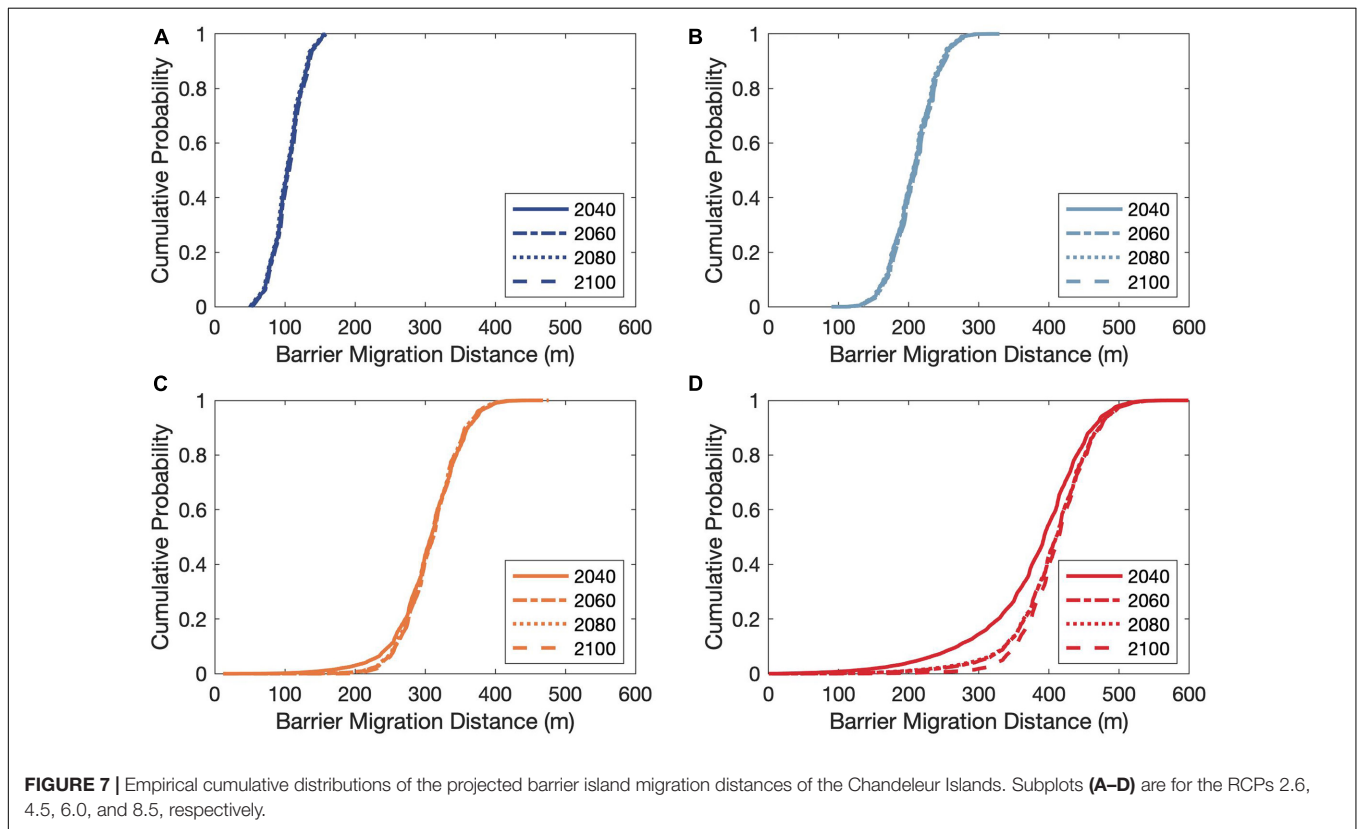 A
1
0.8
0.6
0.4
0.2
0
Cumulative Probability
2040
2060
2080
2100
0 100 200 300 400 500 600
Barrier Migration Distance (m)
B
1
0.8
0.6
0.4
0.2
0
Cumulative Probability
2040
2060
2080
2100
0 100 200 300 400 500 600
Barrier Migration Distance (m)
C
1
0.8
0.6
0.4
0.2
0
Cumulative Probability
2040
2060
2080
2100
0 100 200 300 400 500 600
Barrier Migration Distance (m)
D
1
0.8
0.6
0.4
0.2
0
Cumulative Probability
2040
2060
2080
2100
0 100 200 300 400 500 600
Barrier Migration Distance (m)
FIGURE 7 | Empirical cumulative distributions of the projected barrier island migration distances of the Chandeleur Islands. Subplots (A–D) are for the RCPs 2.6,
4.5, 6.0, and 8.5, respectively.